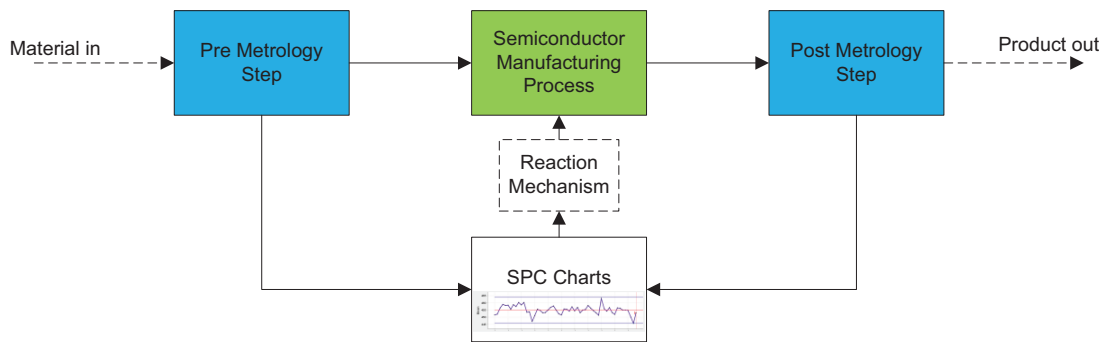 Material in
Pre Metrology
Step
Semiconductor
Manufacturing
Process
Post Metrology
Step
Product out
Reaction
Mechanism
SPC Charts